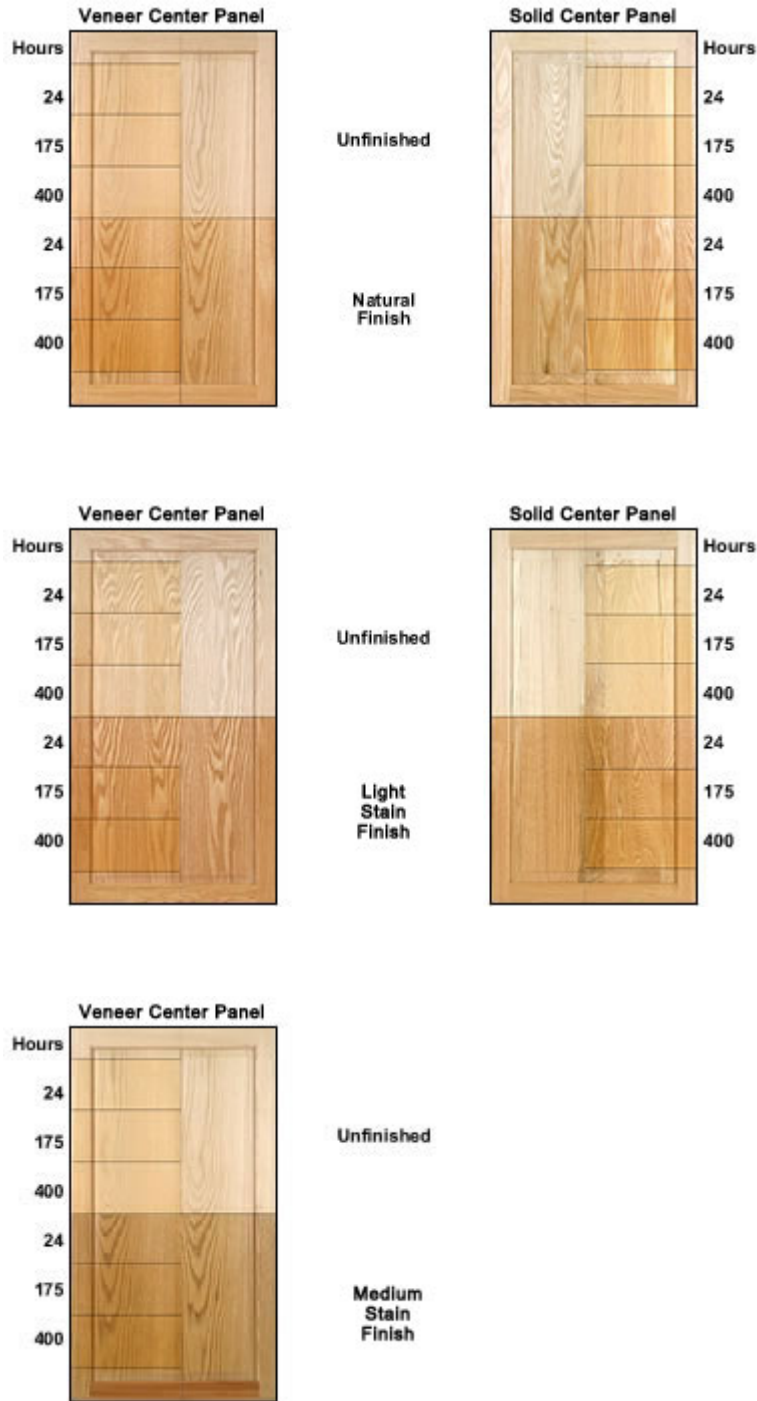 Veneer Center Panel
Solid Center Panel
Hours
Hours
24
24
175
Unfinished
175
400
400
24
24
175
Natural
175
Finish
400
400
Veneer Center Panel
Solid Center Panel
Hours
Hours
24
24
175
Unfinished
175
400
400
24
24
175
Light
175
Stain
Finish
400
400
Veneer Center Panel
Hours
24
175
Unfinished
400
24
175
Medium
Stain
Finish
400